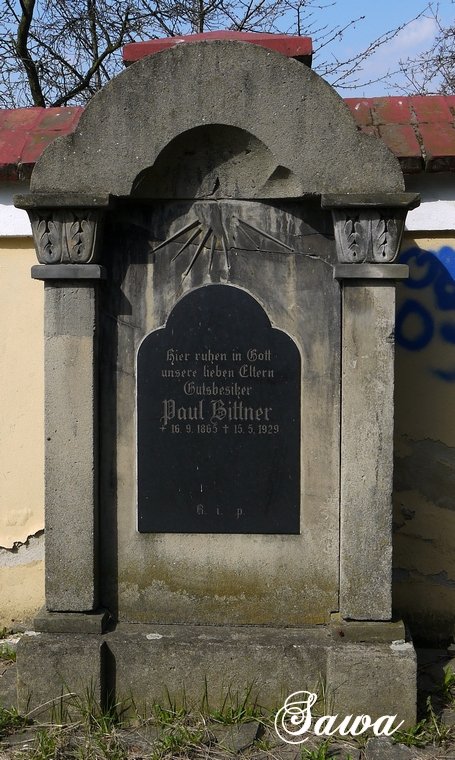 Hier ruhen in Gott
unsere lieben Eltern
Gutsbesitzer
Paul Bittner
+ 16. 9. 1865 † 15. 5. 1929
R. i. p.
Sawa